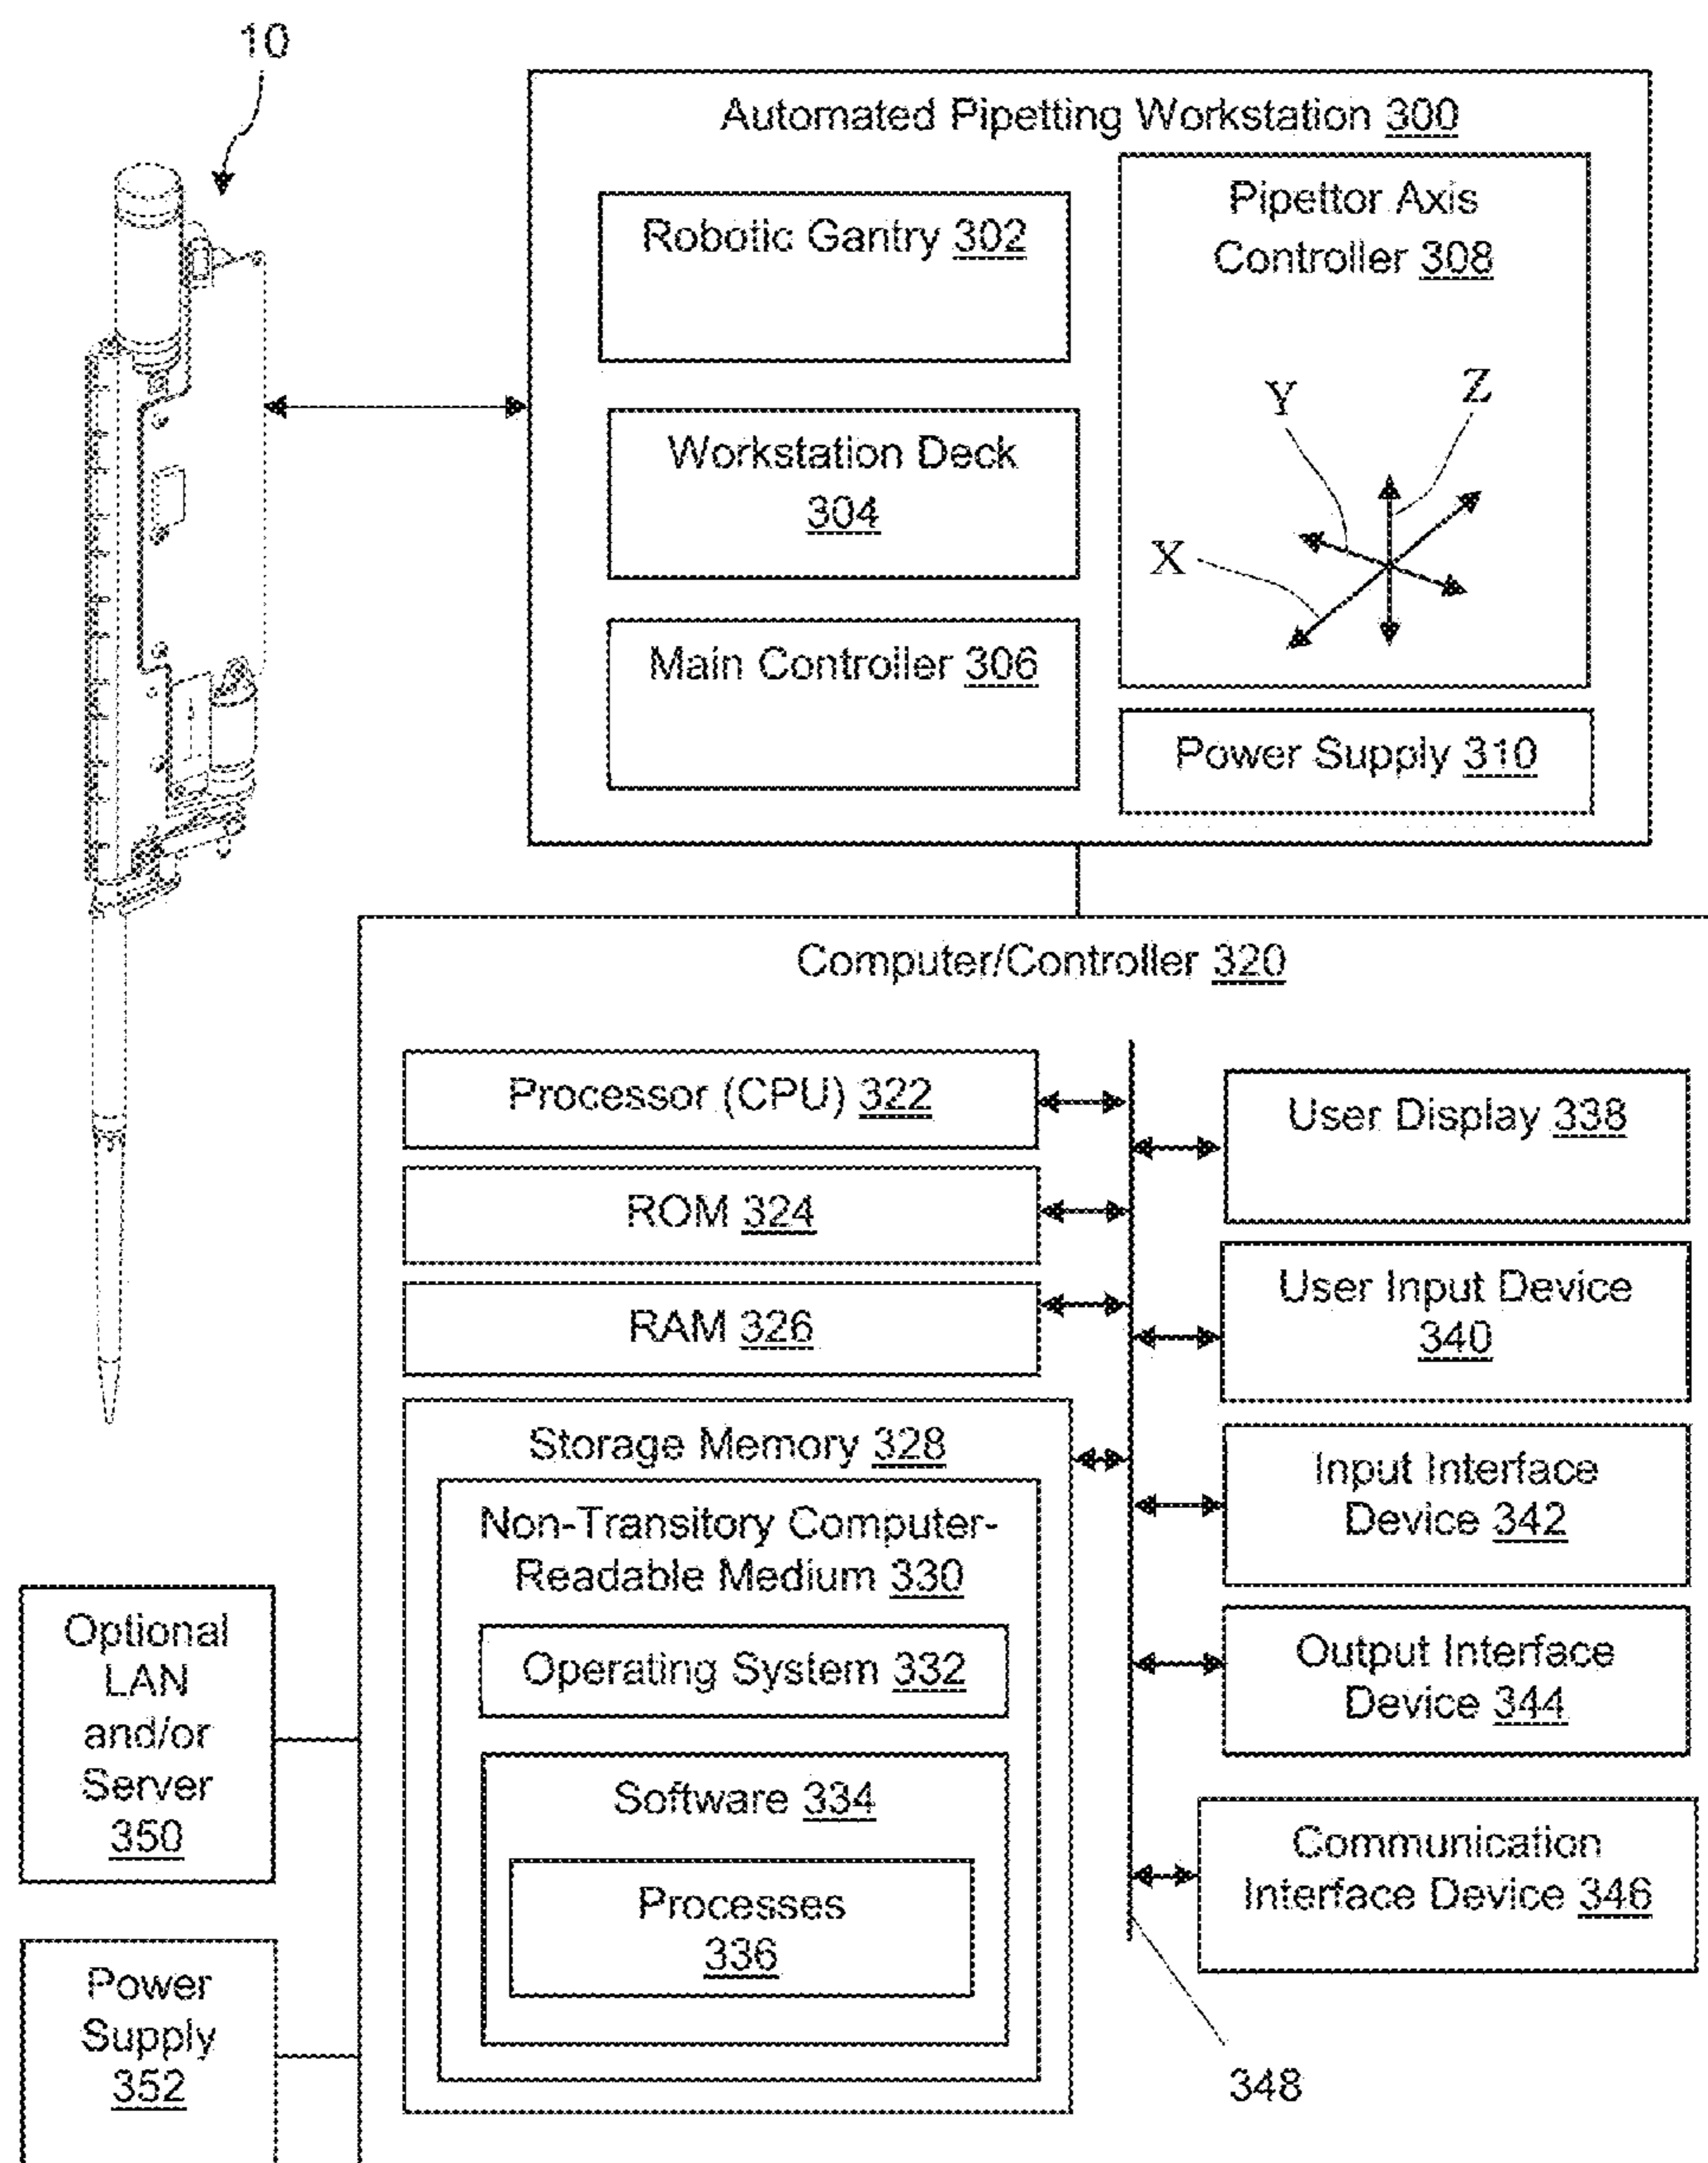 10
Automated Pipetting Workstation 300
Robotic Gantry 302
Pipettor Axis
Controller 308
Y
Z
X
Workstation Deck
304
Main Controller 306
Power Supply 310
Computer/Controller 320
Processor (CPU) 322
ROM 324
RAM 326
Storage Memory 328
Non-Transitory Computer-
Readable Medium 330
Operating System 332
Software 334
Processes
336
User Display 338
User Input Device
340
Input Interface
Device 342
Output Interface
Device 344
Communication
Interface Device 346
348
Optional
LAN
and/or
Server
350
Power
Supply
352